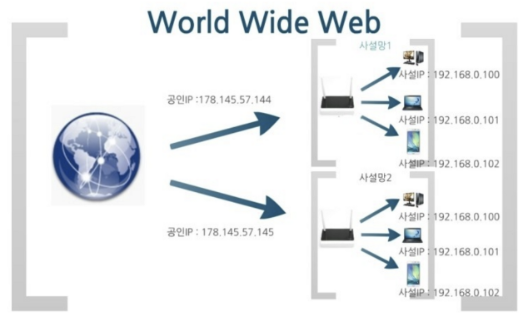 World Wide Web
사설망1
사설IP : 192.168.0.100
공인IP :178.145.57.144
사설IP : 192.168.0.101
사설IP : 192.168.0.102
사설망2
사설IP : 192.168.0.100
공인IP : 178.145.57.145
사설IP : 192.168.0.101
사설IP : 192.168.0.102